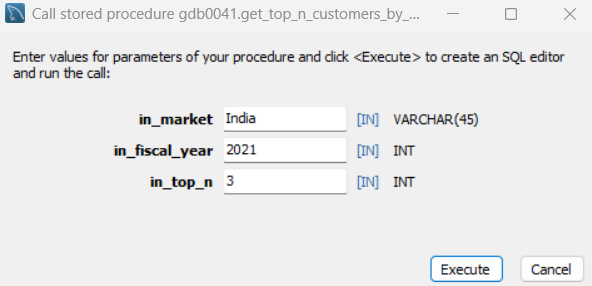 Call stored procedure gdb0041.get_top_n_customers_by_...
Enter values for parameters of your procedure and click <Execute> to create an SQL editor
and run the call:
in_market India [IN] VARCHAR(45)
in_fiscal_year 2021 [IN] INT
in_top_n 3 [IN] INT
Execute Cancel